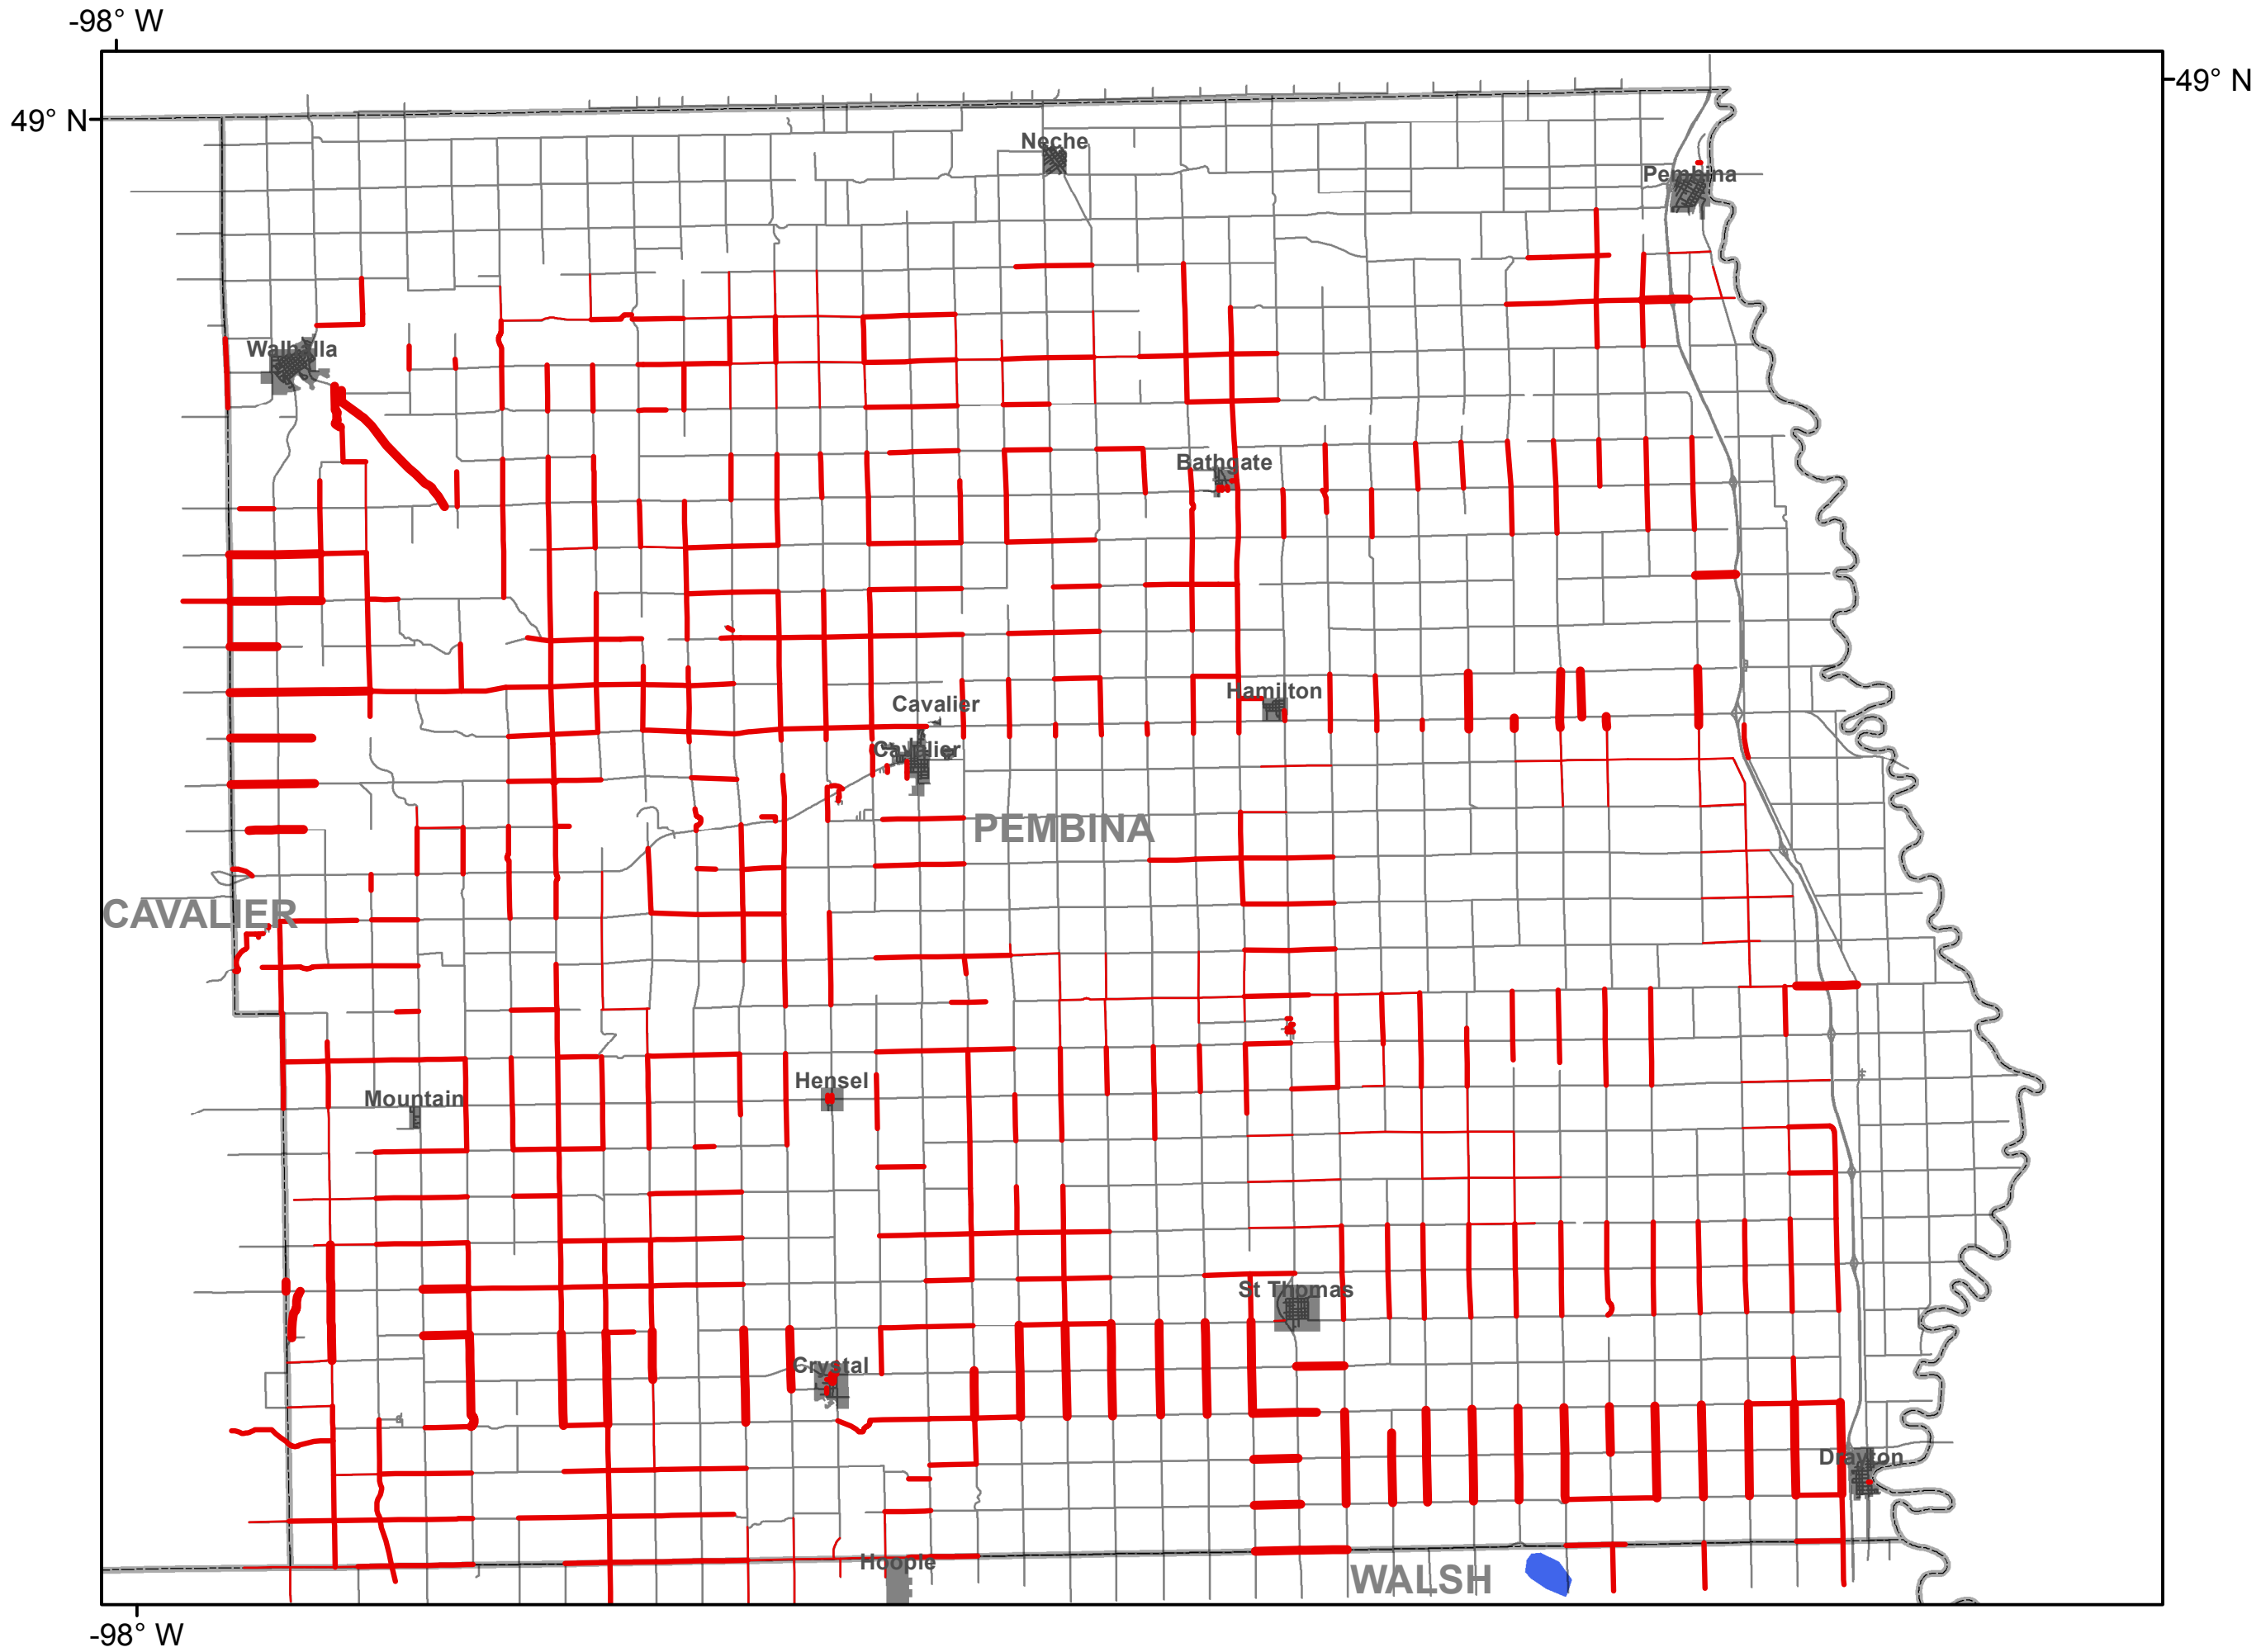 -98° W
49° N
49° N
Neche
Pembina
Walhalla
Bathgate
Hamilton
Cavalier
Cavalier
PEMBINA
CAVALIER
Hensel
Mountain
St Thomas
Crystal
Drayton
Hoople
WALSH
-98° W